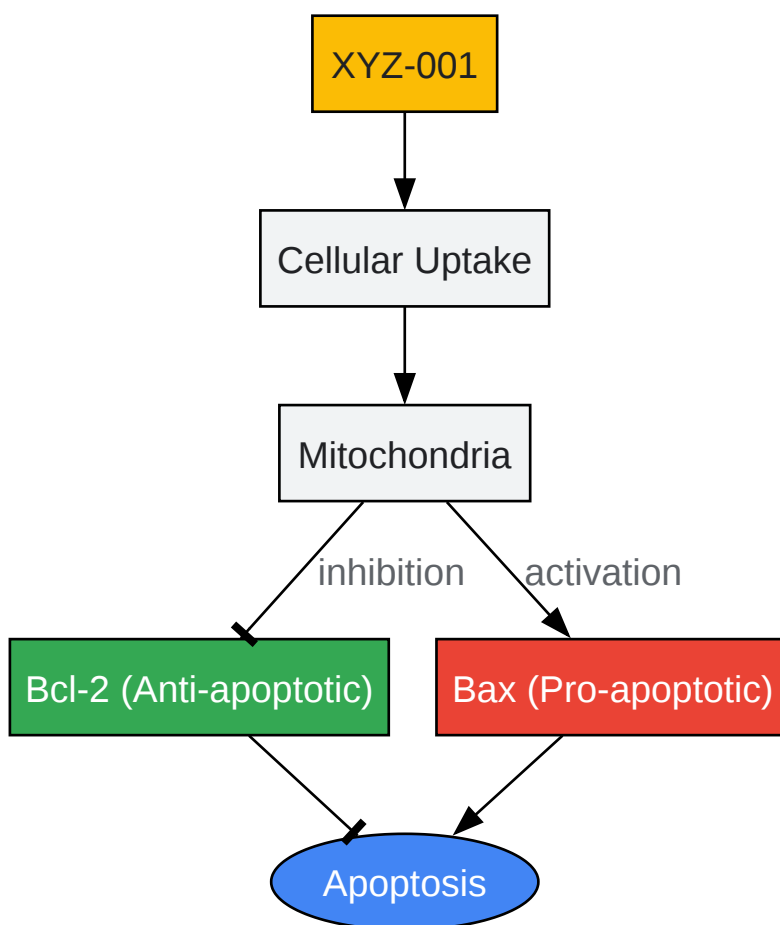 XYZ-001
Cellular Uptake
Mitochondria
inhibition
activation
Bcl-2 (Anti-apoptotic)
Bax (Pro-apoptotic)
Apoptosis